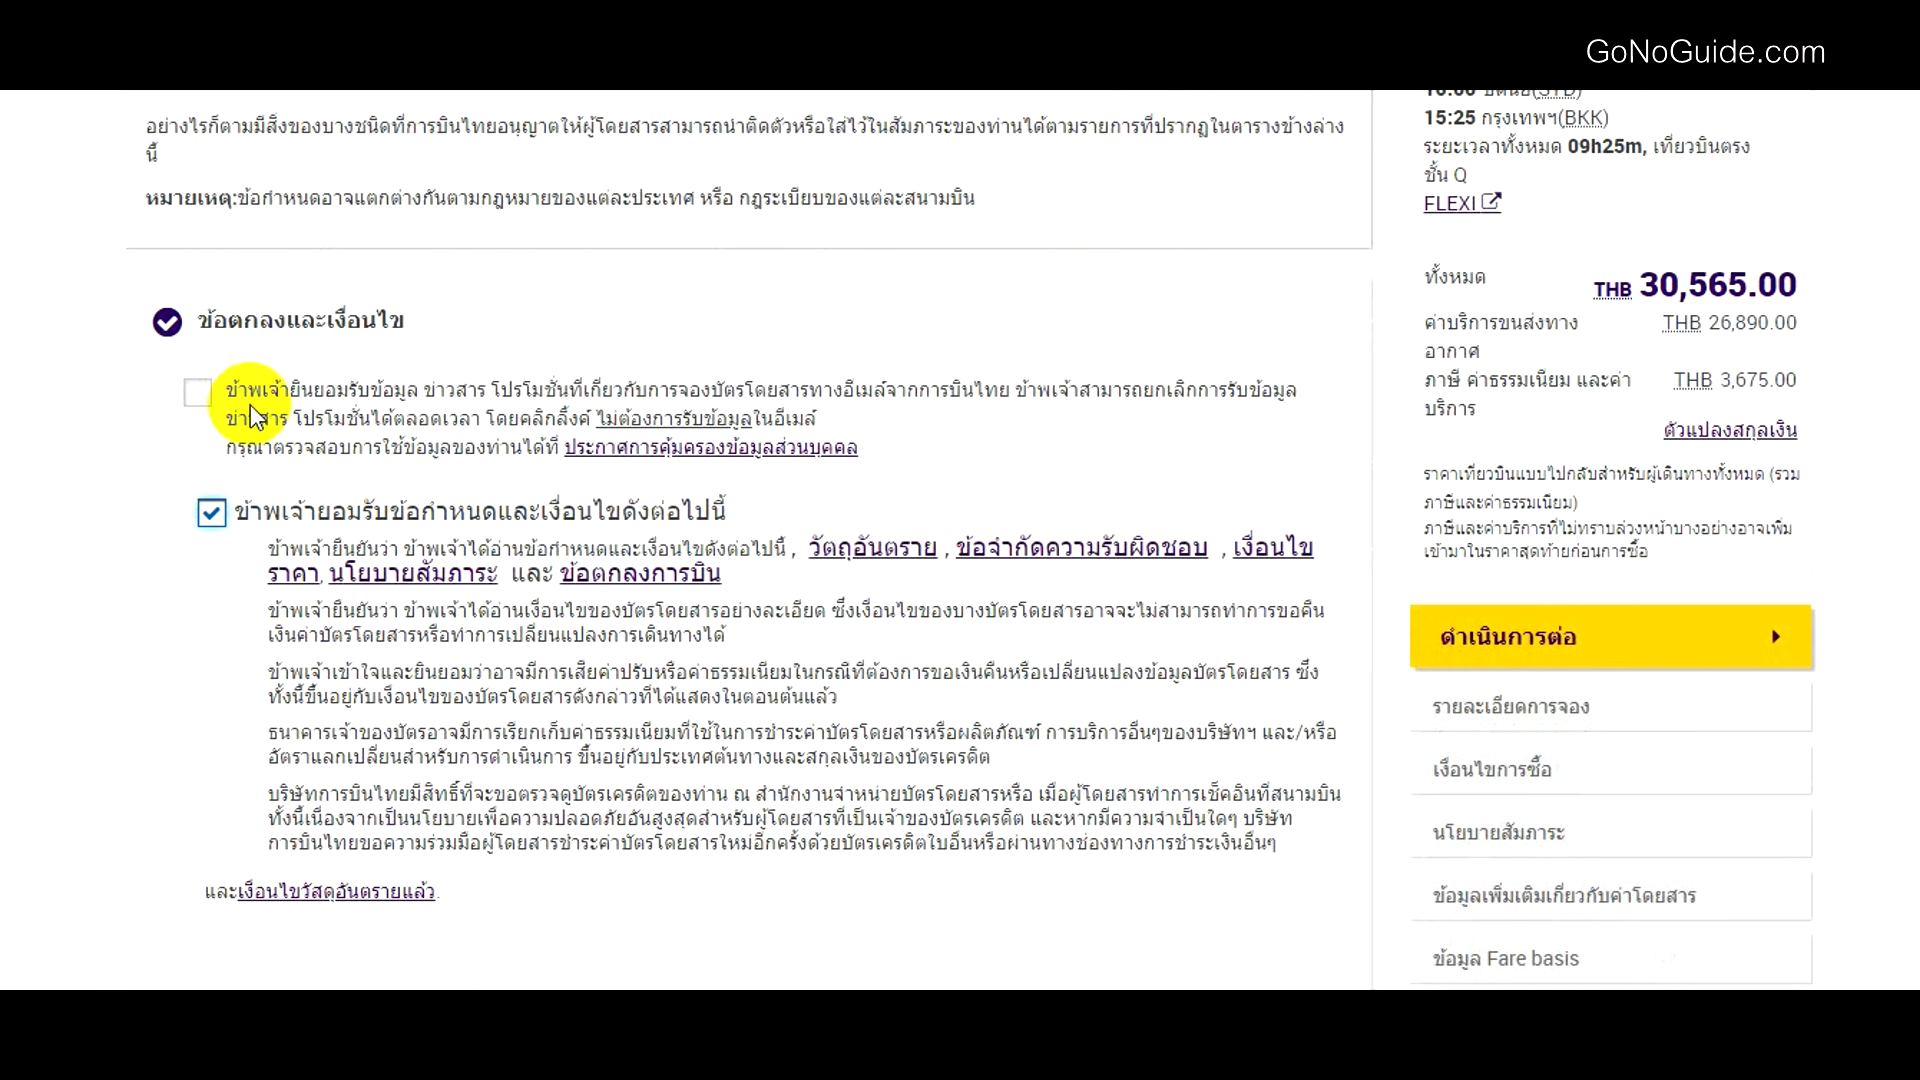 GoNoGuide.com
อย่างไรก็ตามมีสิ่งของบางชนิดที่การบินไทยอนุญาตให้ผู้โดยสารสามารถนำติดตัวหรือใส่ไว้ในสัมภาระของท่านได้ตามรายการที่ปรากฏในตารางข้างล่าง
นี้
หมายเหตุ:ข้อกำหนดอาจแตกต่างกันตามกฎหมายของแต่ละประเทศ หรือ กฎระเบียบของแต่ละสนามบิน
ข้อตกลงและเงื่อนไข
ข้าพเจ้ายินยอมรับข้อมูล ข่าวสาร โปรโมชั่นที่เกี่ยวกับการจองบัตรโดยสารทางอีเมล์จากการบินไทย ข้าพเจ้าสามารถยกเลิกการรับข้อมูล
ข่าวสาร โปรโมชั่นได้ตลอดเวลา โดยคลิกลิ้งค์ ไม่ต้องการรับข้อมูลในอีเมล์
กรุณาตรวจสอบการใช้ข้อมูลของท่านได้ที่ ประกาศการคุ้มครองข้อมูลส่วนบุคคล
ข้าพเจ้ายอมรับข้อกำหนดและเงื่อนไขดังต่อไปนี้
ข้าพเจ้ายืนยันว่า ข้าพเจ้าได้อ่านข้อกำหนดและเงื่อนไขดังต่อไปนี้ , วัตถุอันตราย , ข้อจำกัดความรับผิดชอบ , เงื่อนไข
ราคา, นโยบายสัมภาระ และ ข้อตกลงการบิน
ข้าพเจ้ายืนยันว่า ข้าพเจ้าได้อ่านเงื่อนไขของบัตรโดยสารอย่างละเอียด ซึ่งเงื่อนไขของบางบัตรโดยสารอาจจะไม่สามารถทำการขอคืน
เงินค่าบัตรโดยสารหรือทำการเปลี่ยนแปลงการเดินทางได้
ข้าพเจ้าเข้าใจและยินยอมว่าอาจมีการเสียค่าปรับหรือค่าธรรมเนียมในกรณีที่ต้องการขอเงินคืนหรือเปลี่ยนแปลงข้อมูลบัตรโดยสาร ซึ่ง
ทั้งนี้ขึ้นอยู่กับเงื่อนไขของบัตรโดยสารดังกล่าวที่ได้แสดงในตอนต้นแล้ว
ธนาคารเจ้าของบัตรอาจมีการเรียกเก็บค่าธรรมเนียมที่ใช้ในการชำระค่าบัตรโดยสารหรือผลิตภัณฑ์ การบริการอื่นๆของบริษัทฯ และ/หรือ
อัตราแลกเปลี่ยนสำหรับการดำเนินการ ขึ้นอยู่กับประเทศต้นทางและสกุลเงินของบัตรเครดิต
บริษัทการบินไทยมีสิทธิ์ที่จะขอตรวจดูบัตรเครดิตของท่าน ณ สำนักงานจำหน่ายบัตรโดยสารหรือ เมื่อผู้โดยสารทำการเช็คอินที่สนามบิน
ทั้งนี้เนื่องจากเป็นนโยบายเพื่อความปลอดภัยอันสูงสุดสำหรับผู้โดยสารที่เป็นเจ้าของบัตรเครดิต และหากมีความจำเป็นใดๆ บริษัท
การบินไทยขอความร่วมมือผู้โดยสารชำระค่าบัตรโดยสารใหม่อีกครั้งด้วยบัตรเครดิตใบอื่นหรือผ่านทางช่องทางการชำระเงินอื่นๆ
และเงื่อนไขวัสดุอันตรายแล้ว.
15:25 กรุงเทพฯ(BKK)
ระยะเวลาทั้งหมด 09h25m, เที่ยวบินตรง
ชั้น Q
FLEXI
ทั้งหมด THB 30,565.00
ค่าบริการขนส่งทาง THB 26,890.00
อากาศ
ภาษี ค่าธรรมเนียม และค่า THB 3,675.00
บริการ
ตัวแปลงสกุลเงิน
ราคาเที่ยวบินแบบไปกลับสำหรับผู้เดินทางทั้งหมด (รวม
ภาษีและค่าธรรมเนียม)
ภาษีและค่าบริการที่ไม่ทราบล่วงหน้าบางอย่างอาจเพิ่ม
เข้ามาในราคาสุดท้ายก่อนการซื้อ
ดำเนินการต่อ
รายละเอียดการจอง
เงื่อนไขการซื้อ
นโยบายสัมภาระ
ข้อมูลเพิ่มเติมเกี่ยวกับค่าโดยสาร
ข้อมูล Fare basis